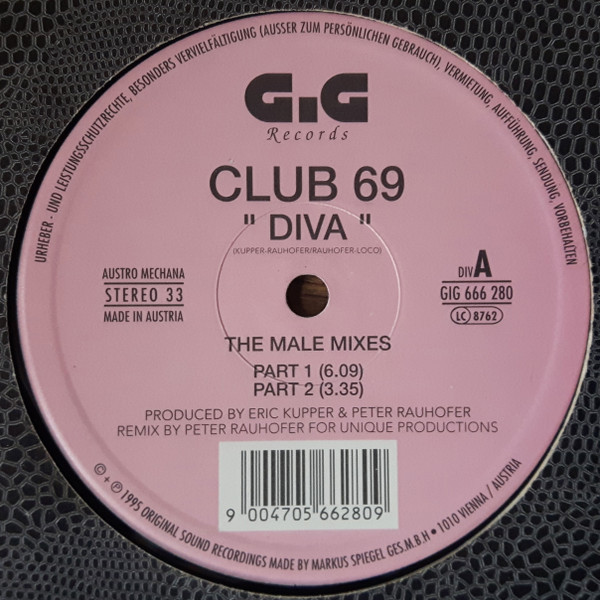 URHEBER - UND LEISTUNGSSCHUTZRECHTE, BESONDERS VERVIELFÄLTIGUNG (AUSSER ZUM PERSÖNLICHEN GEBRAUCH), VERMIETUNG, AUFFÜHRUNG, SENDUNG, VORBEHALTEN
GIG
Records
CLUB 69
" DIVA "
(KUPPER-RAUHOFER/RAUHOFER-LOCO)
AUSTRO MECHANA
STEREO 33
MADE IN AUSTRIA
DIV A
GIG 666 280
LC 8762
THE MALE MIXES
PART 1 (6.09)
PART 2 (3.35)
PRODUCED BY ERIC KUPPER & PETER RAUHOFER
REMIX BY PETER RAUHOFER FOR UNIQUE PRODUCTIONS
9 004705 662809
© + ℗ 1995 ORIGINAL SOUND RECORDINGS MADE BY MARKUS SPIEGEL GES.M.B.H • 1010 VIENNA / AUSTRIA